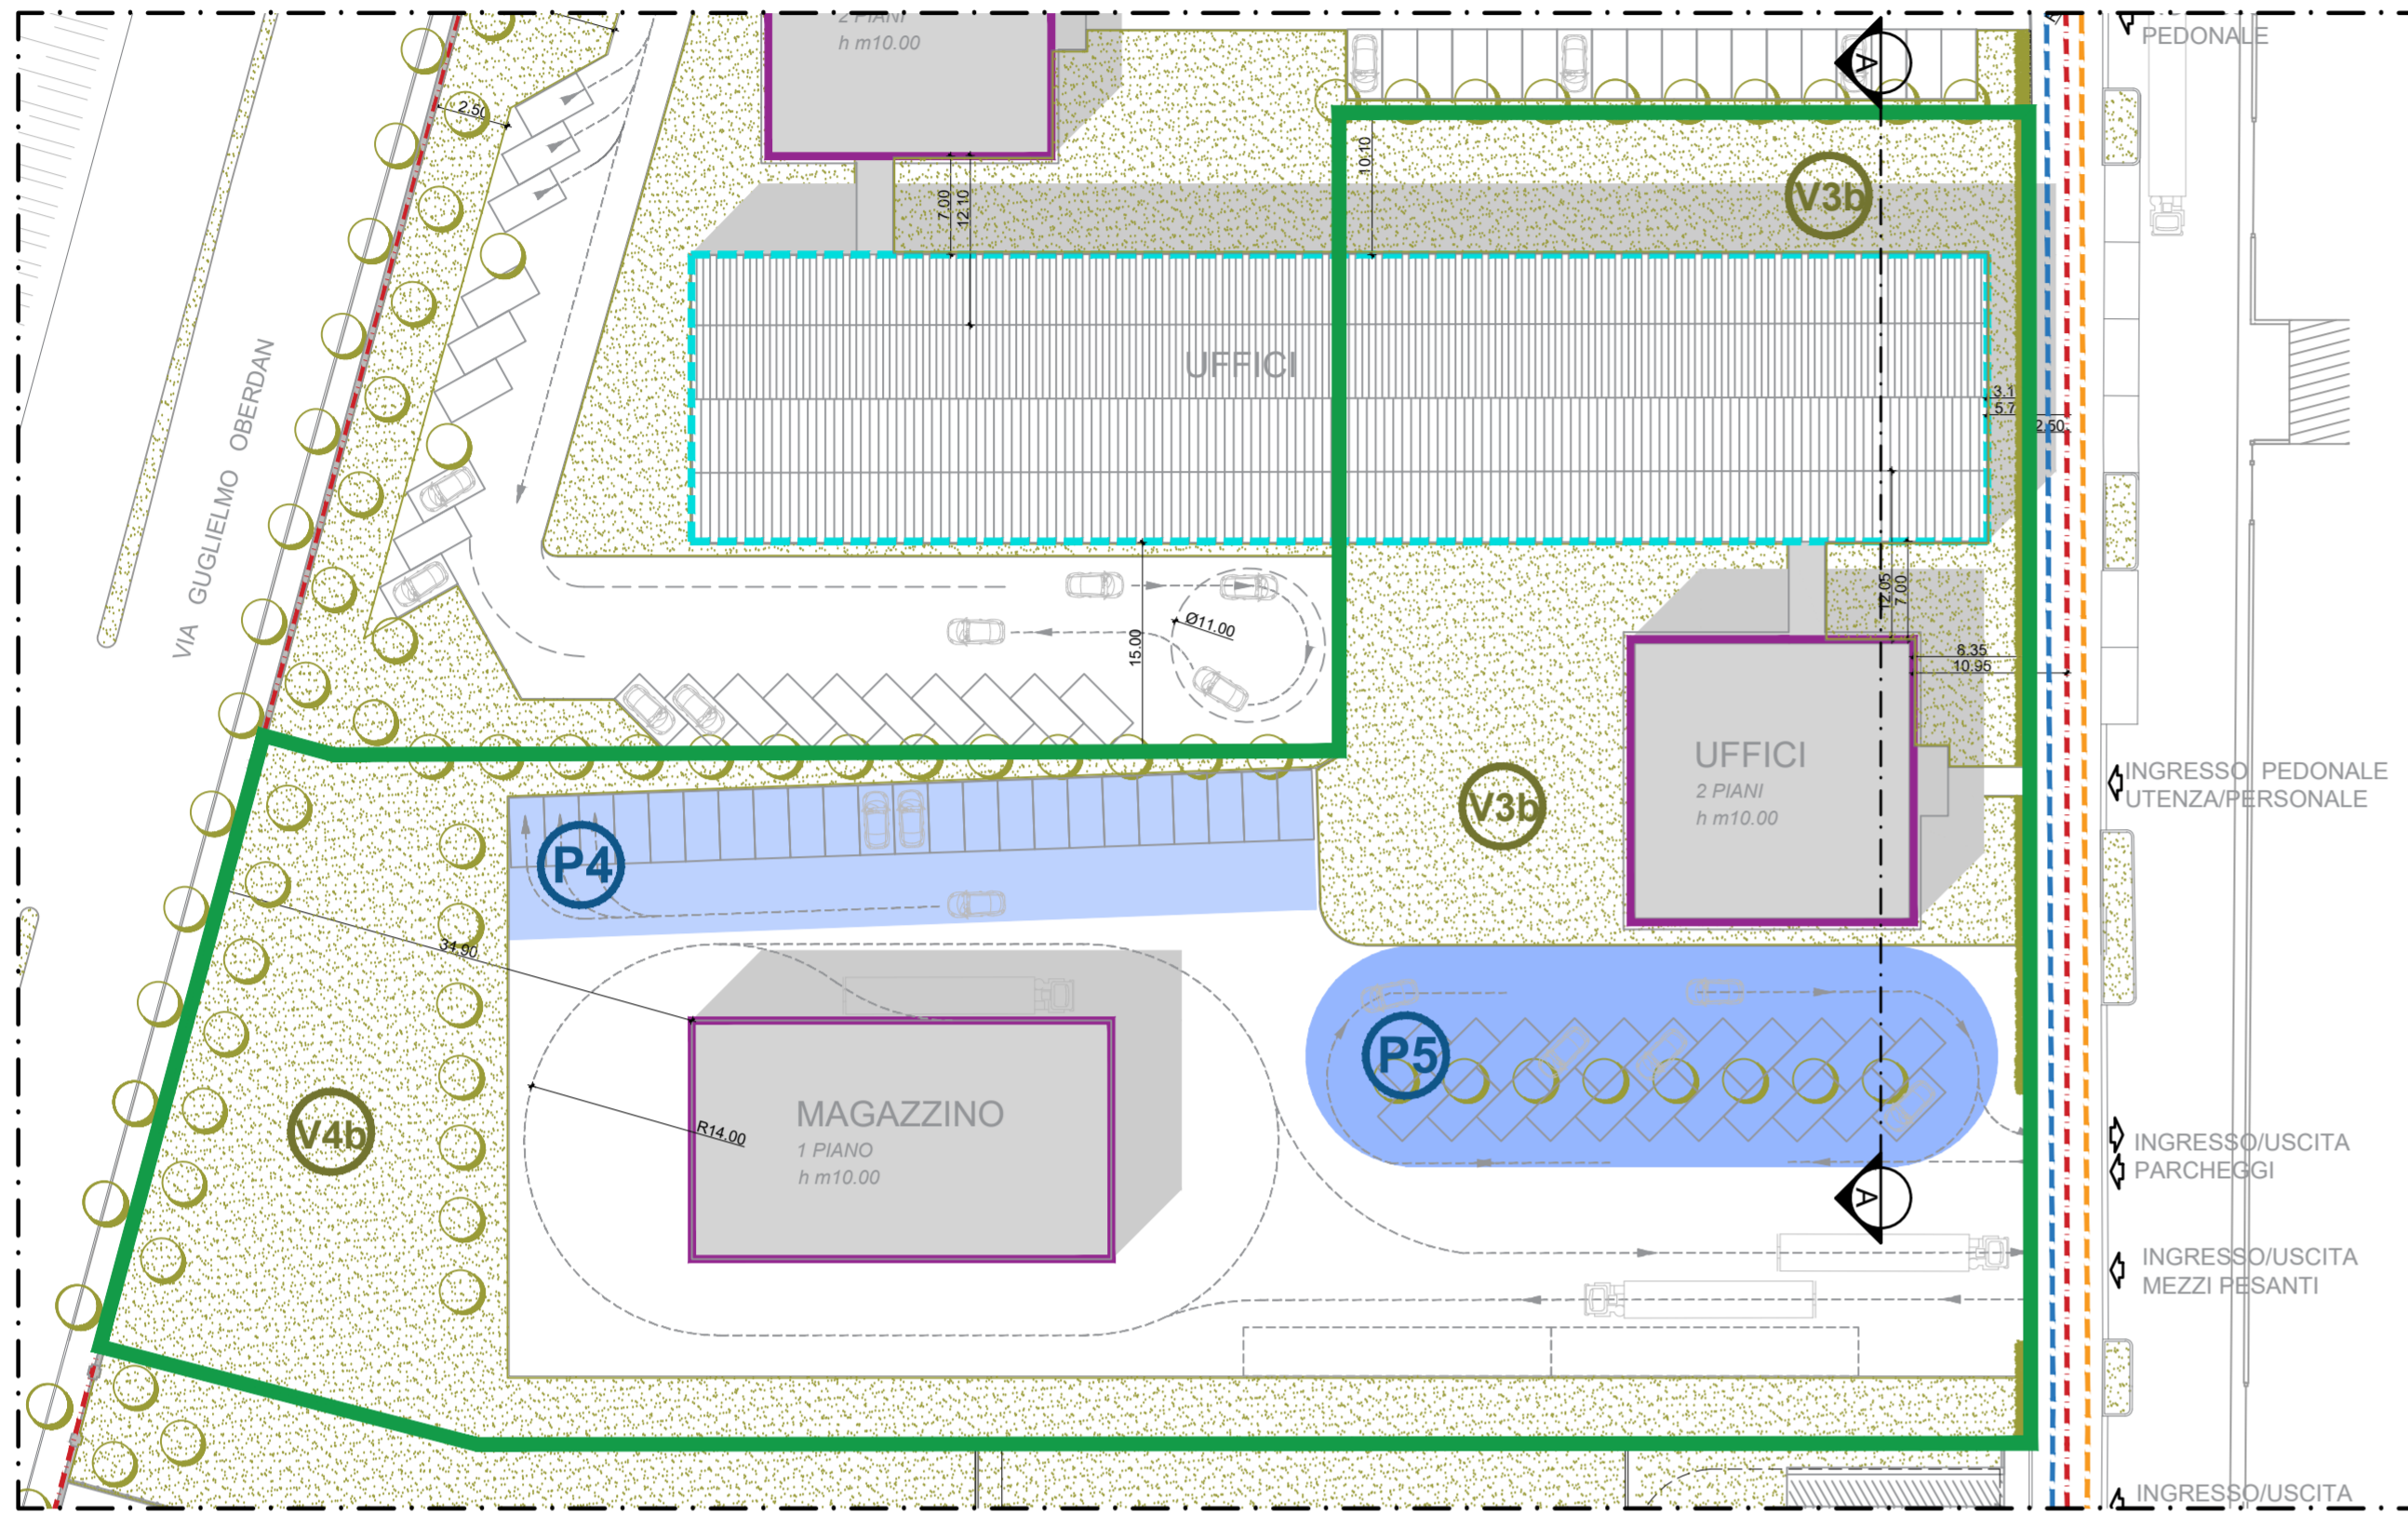 2 PIANI
h m10.00
PEDONALE
A
2.50
10.10
V3b
7.00
12.10
VIA GUGLIELMO OBERDAN
UFFICI
3.1
5.7
2.50
12.05
7.00
Ø11.00
15.00
8.35
10.95
UFFICI
2 PIANI
h m10.00
V3b
INGRESSO PEDONALE
UTENZA/PERSONALE
P4
34.90
P5
MAGAZZINO
1 PIANO
h m10.00
R14.00
V4b
INGRESSO/USCITA
PARCHEGGI
A
INGRESSO/USCITA
MEZZI PESANTI
INGRESSO/USCITA